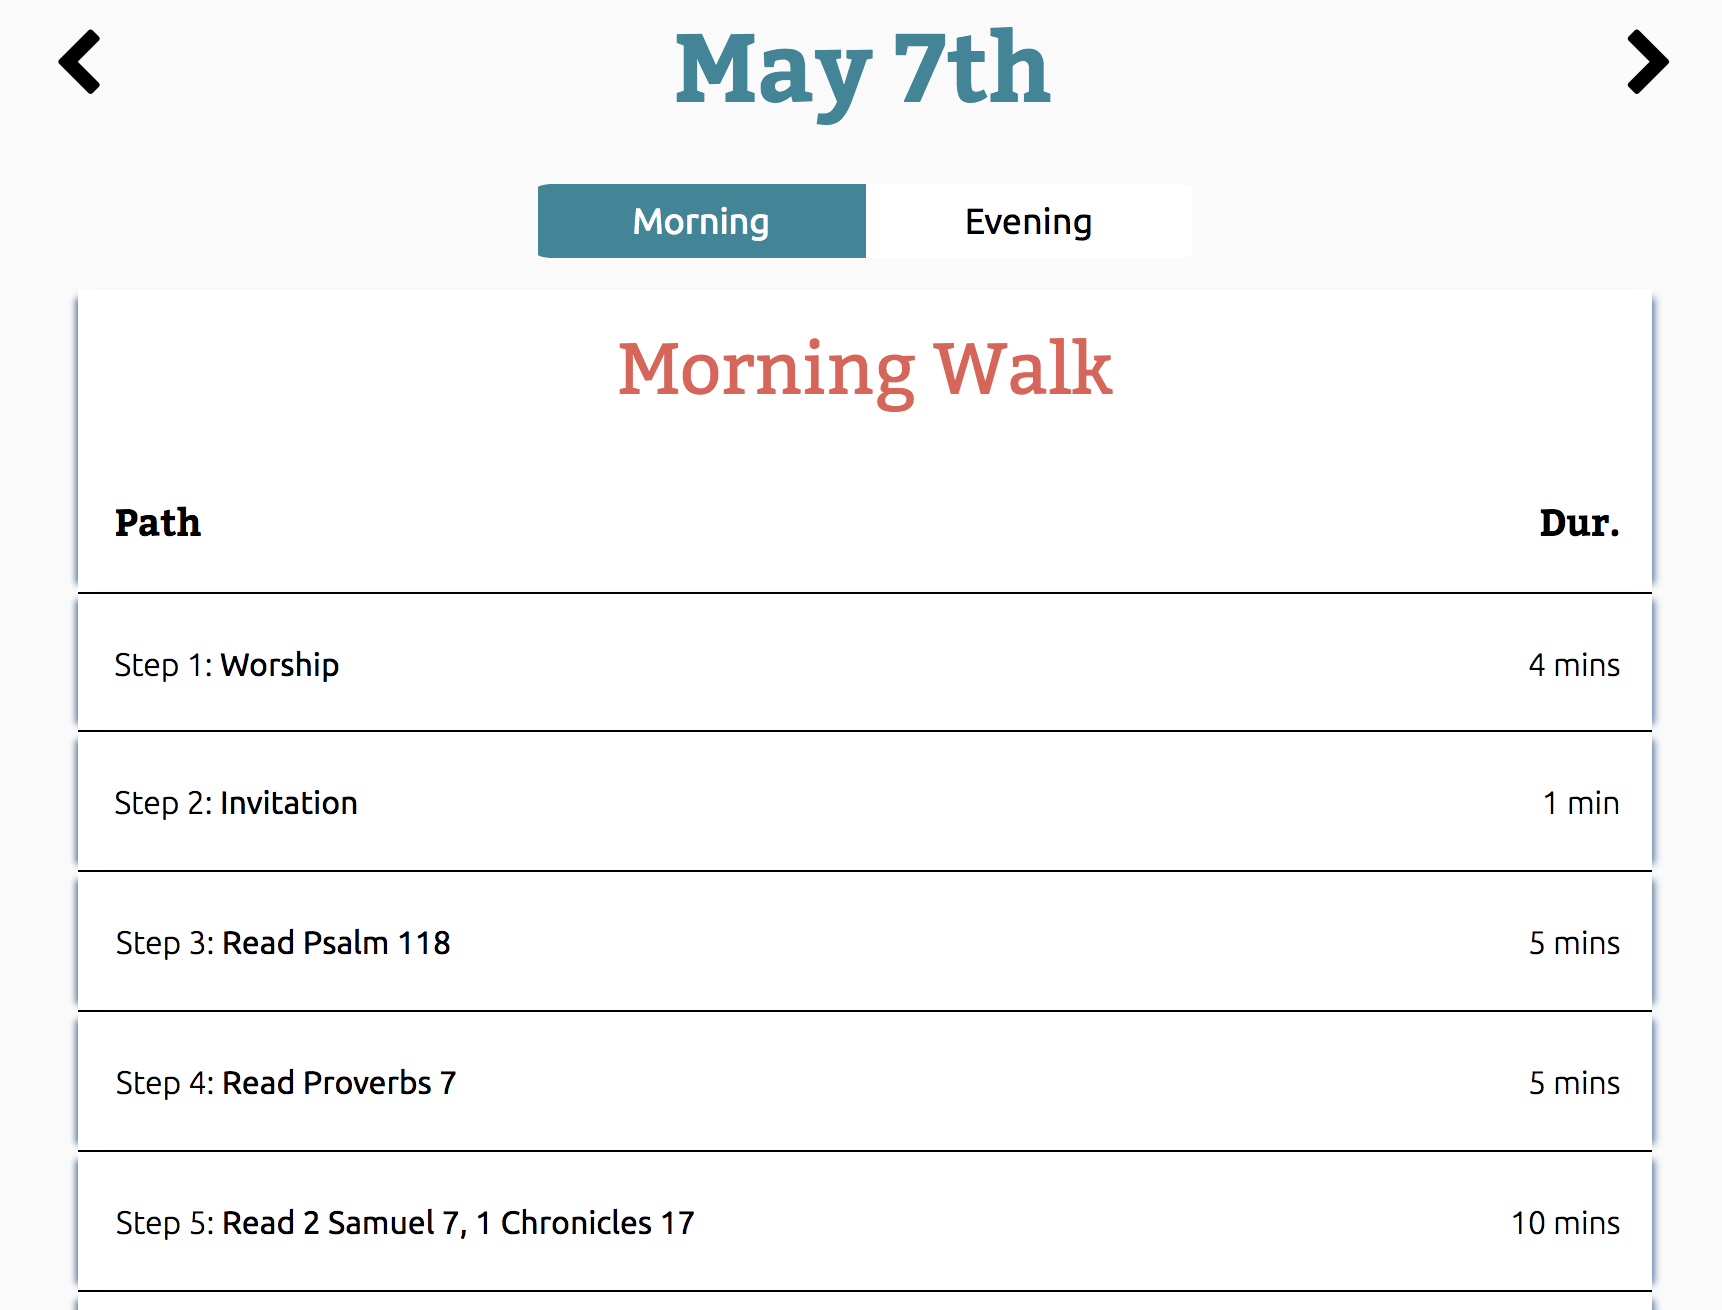 May 7th
Morning Evening
Morning Walk
Path Dur.
Step 1: Worship 4 mins
Step 2: Invitation 1 min
Step 3: Read Psalm 118 5 mins
Step 4: Read Proverbs 7 5 mins
Step 5: Read 2 Samuel 7, 1 Chronicles 17 10 mins